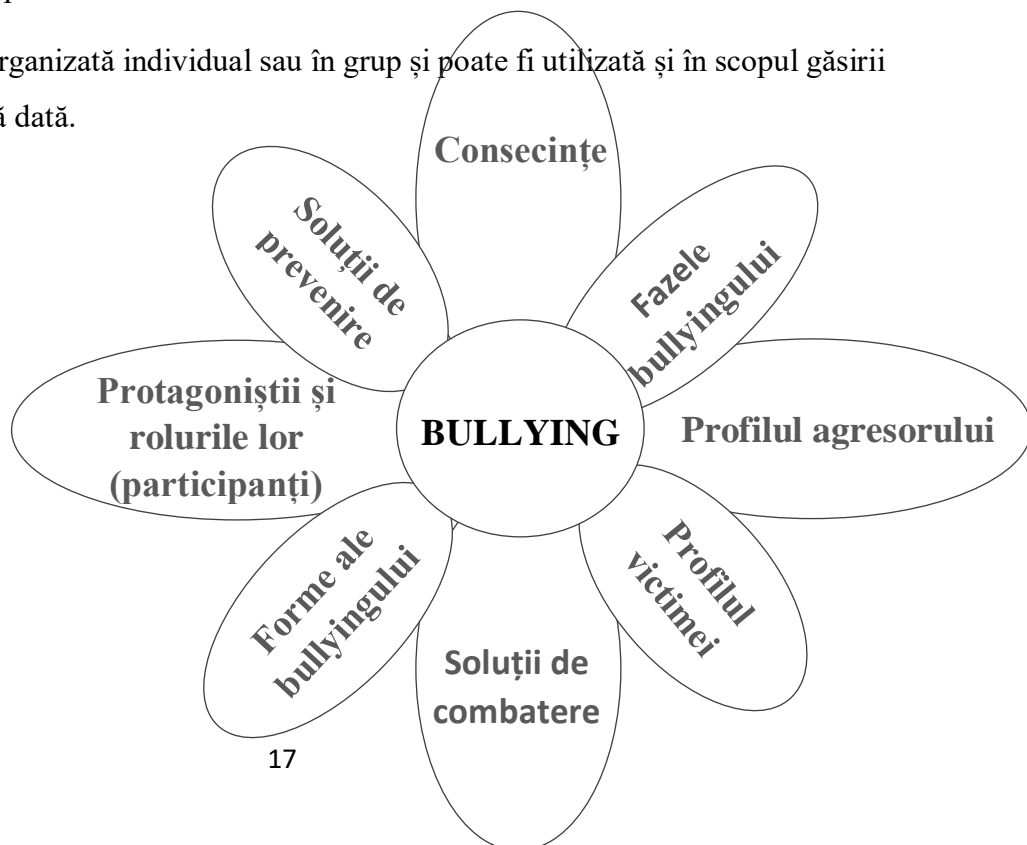 rganizată individual sau în grup și poate fi utilizată și în scopul găsirii
ă dată.
Consecințe
Soluții de
prevenire
Fazele
bullyingului
Protagoniștii și
rolurile lor
(participanți)
BULLYING
Profilul agresorului
Forme ale
bullyingului
Profilul
victimei
Soluții de
combatere
17